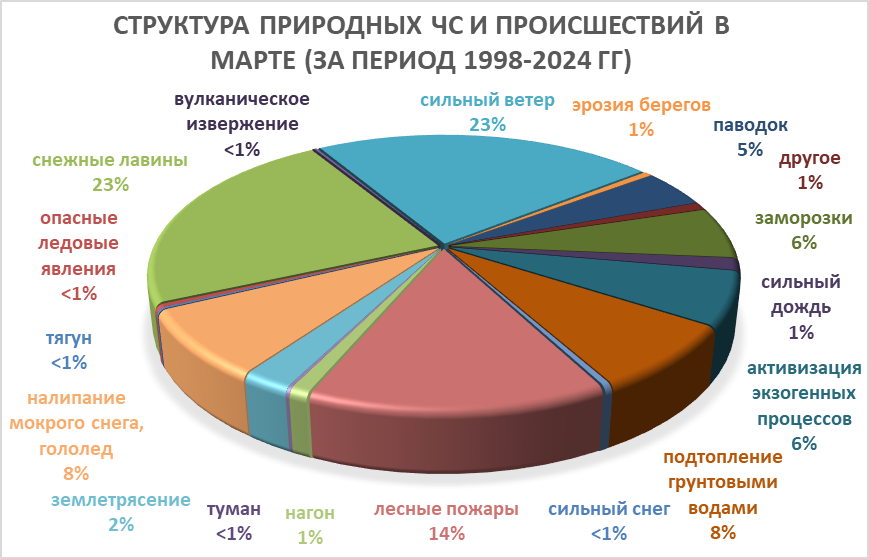 СТРУКТУРА ПРИРОДНЫХ ЧС И ПРОИСШЕСТВИЙ В
МАРТЕ (ЗА ПЕРИОД 1998-2024 ГГ)
сильный ветер
23%
эрозия берегов
1%
паводок
5%
другое
1%
заморозки
6%
сильный
дождь
1%
активизация
экзогенных
процессов
6%
подтопление
грунтовыми
водами
8%
сильный снег
<1%
лесные пожары
14%
нагон
1%
туман
<1%
землетрясение
2%
налипание
мокрого снега,
гололед
8%
тягун
<1%
опасные
ледовые
явления
<1%
снежные лавины
23%
вулканическое
извержение
<1%